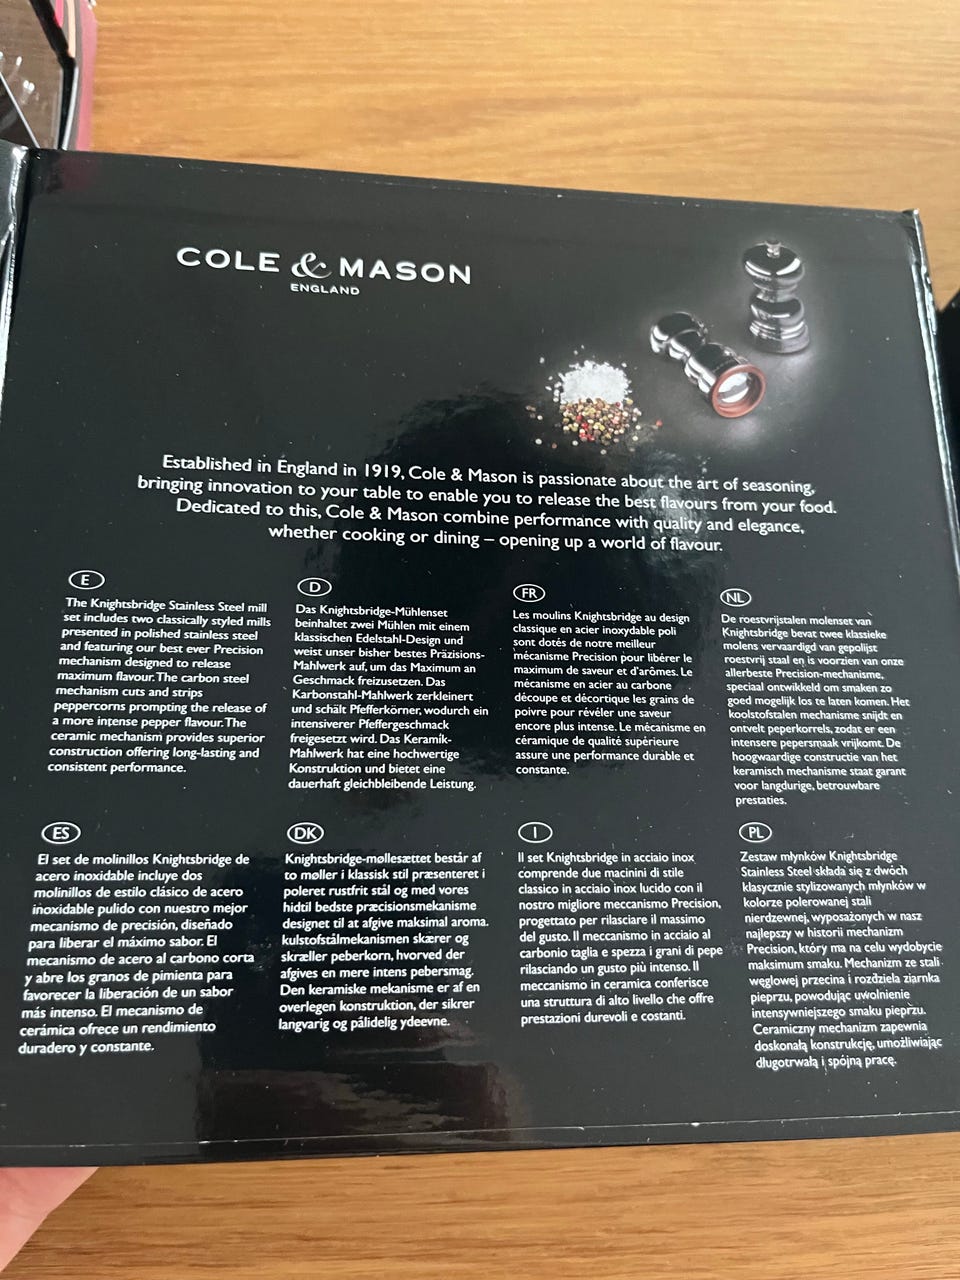 COLE & MASON
ENGLAND
Established in England in 1919, Cole & Mason is passionate about the art of seasoning,
bringing innovation to your table to enable you to release the best flavours from your food.
Dedicated to this, Cole & Mason combine performance with quality and elegance,
whether cooking or dining – opening up a world of flavour.
E
The Knightsbridge Stainless Steel mill
set includes two classically styled mills
presented in polished stainless steel
and featuring our best ever Precision
mechanism designed to release
maximum flavour. The carbon steel
mechanism cuts and strips
peppercorns prompting the release of
a more intense pepper flavour. The
ceramic mechanism provides superior
construction offering long-lasting and
consistent performance.
D
Das Knightsbridge-Mühlenset
beinhaltet zwei Mühlen mit einem
klassischen Edelstahl-Design und
weist unser bisher bestes Präzisions-
Mahlwerk auf, um das Maximum an
Geschmack freizusetzen. Das
Karbonstahl-Mahlwerk zerkleinert
und schält Pfefferkörner, wodurch ein
intensiverer Pfeffergeschmack
freigesetzt wird. Das Keramik-
Mahlwerk hat eine hochwertige
Konstruktion und bietet eine
dauerhaft gleichbleibende Leistung.
FR
Les moulins Knightsbridge au design
classique en acier inoxydable poli
sont dotés de notre meilleur
mécanisme Precision pour libérer le
maximum de saveur et d'arômes. Le
mécanisme en acier au carbone
découpe et décortique les grains de
poivre pour révéler une saveur
encore plus intense. Le mécanisme en
céramique de qualité supérieure
assure une performance durable et
constante.
NL
De roestvrijstalen molenset van
Knightsbridge bevat twee klassieke
molens vervaardigd van gepolijst
roestvrij staal en is voorzien van onze
allerbeste Precision-mechanisme,
speciaal ontwikkeld om smaken zo
goed mogelijk los te laten komen. Het
koolstofstalen mechanisme snijdt en
ontvelt peperkorrels, zodat er een
intensere pepersmaak vrijkomt. De
hoogwaardige constructie van het
keramisch mechanisme staat garant
voor langdurige, betrouwbare
prestaties.
ES
El set de molinillos Knightsbridge de
acero inoxidable incluye dos
molinillos de estilo clásico de acero
inoxidable pulido con nuestro mejor
mecanismo de precisión, diseñado
para liberar el máximo sabor. El
mecanismo de acero al carbono corta
y abre los granos de pimienta para
favorecer la liberación de un sabor
más intenso. El mecanismo de
cerámica ofrece un rendimiento
duradero y constante.
DK
Knightsbridge-møllesættet består af
to møller i klassisk stil præsenteret i
poleret rustfrit stål og med vores
hidtil bedste præcisionsmekanisme
designet til at afgive maksimal aroma.
kulstofstålmekanismen skærer og
skræller peberkorn, hvorved der
afgives en mere intens pebersmag.
Den keramiske mekanisme er af en
overlegen konstruktion, der sikrer
langvarig og pålidelig ydeevne.
I
Il set Knightsbridge in acciaio inox
comprende due macinini di stile
classico in acciaio inox lucido con il
nostro migliore meccanismo Precision,
progettato per rilasciare il massimo
del gusto. Il meccanismo in acciaio al
carbonio taglia e spezza i grani di pepe
rilasciando un gusto più intenso. Il
meccanismo in ceramica conferisce
una struttura di alto livello che offre
prestazioni durevoli e costanti.
PL
Zestaw młynków Knightsbridge
Stainless Steel składa się z dwóch
klasycznie stylizowanych młynków w
kolorze polerowanej stali
nierdzewnej, wyposażonych w nasz
najlepszy w historii mechanizm
Precision, który ma na celu wydobycie
maksimum smaku. Mechanizm ze stali
węglowej przecina i rozdziela ziarnka
pieprzu, powodując uwolnienie
intensywniejszego smaku pieprzu.
Ceramiczny mechanizm zapewnia
doskonałą konstrukcję, umożliwiając
długotrwałą i spójną pracę.